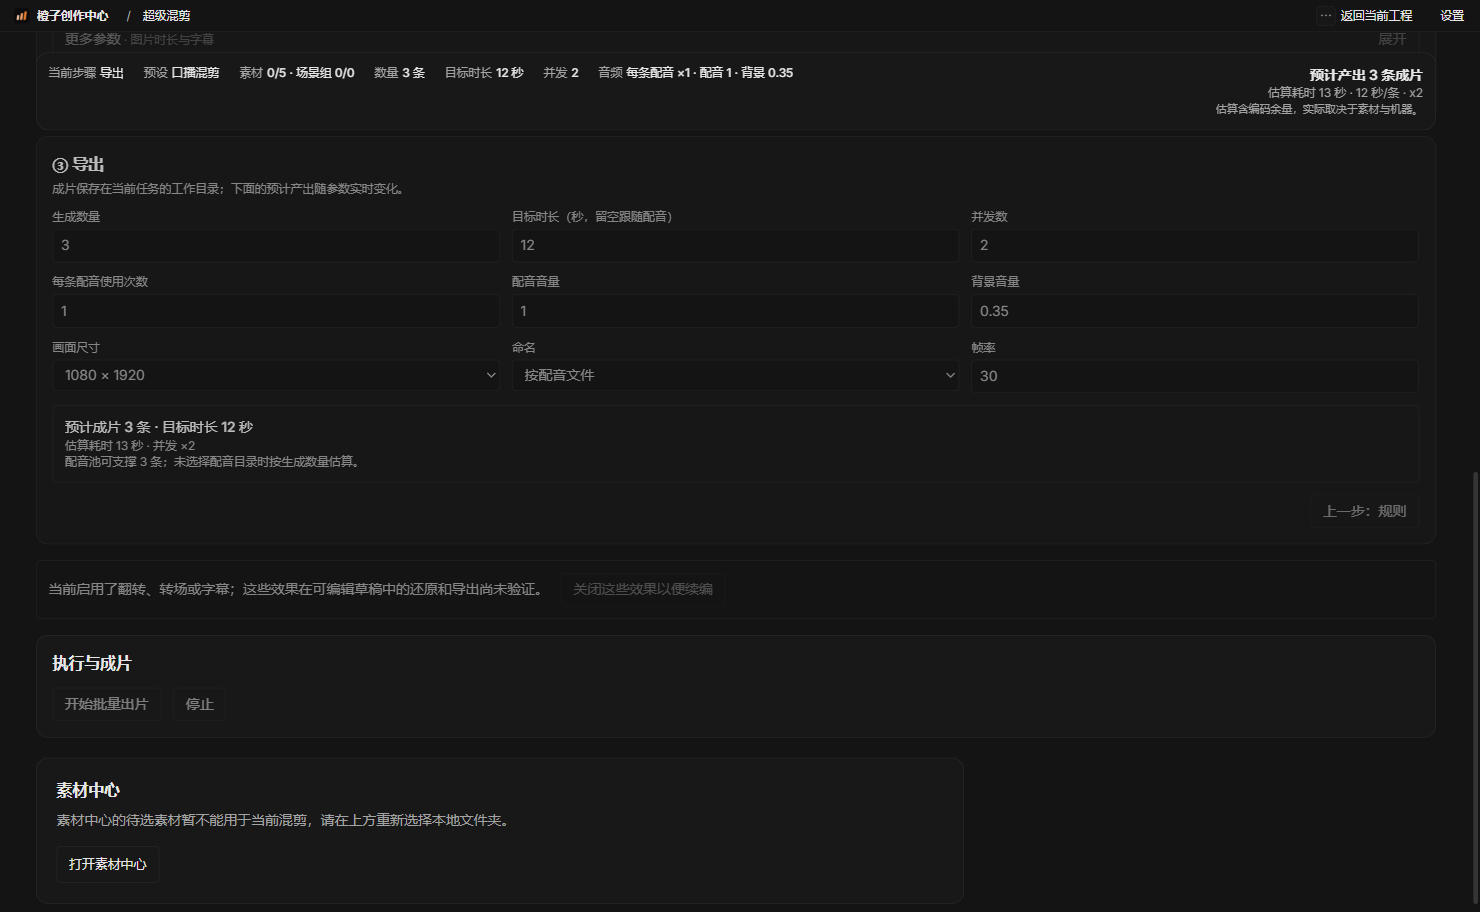 橙子创作中心 / 超级混剪
··· 返回当前工程 设置
更多参数 · 图片时长与字幕 展开
当前步骤 导出 预设 口播混剪 素材 0/5 · 场景组 0/0 数量 3 条 目标时长 12 秒 并发 2 音频 每条配音 ×1 · 配音 1 · 背景 0.35
预计产出 3 条成片
估算耗时 13 秒 · 12 秒/条 · ×2
估算含编码余量，实际取决于素材与机器。
③ 导出
成片保存在当前任务的工作目录；下面的预计产出随参数实时变化。
生成数量 目标时长（秒，留空跟随配音） 并发数
3 12 2
每条配音使用次数 配音音量 背景音量
1 1 0.35
画面尺寸 命名 帧率
1080 × 1920 按配音文件 30
预计成片 3 条 · 目标时长 12 秒
估算耗时 13 秒 · 并发 ×2
配音池可支撑 3 条；未选择配音目录时按生成数量估算。
上一步：规则
当前启用了翻转、转场或字幕；这些效果在可编辑草稿中的还原和导出尚未验证。 关闭这些效果以便续编
执行与成片
开始批量出片 停止
素材中心
素材中心的待选素材暂不能用于当前混剪，请在上方重新选择本地文件夹。
打开素材中心